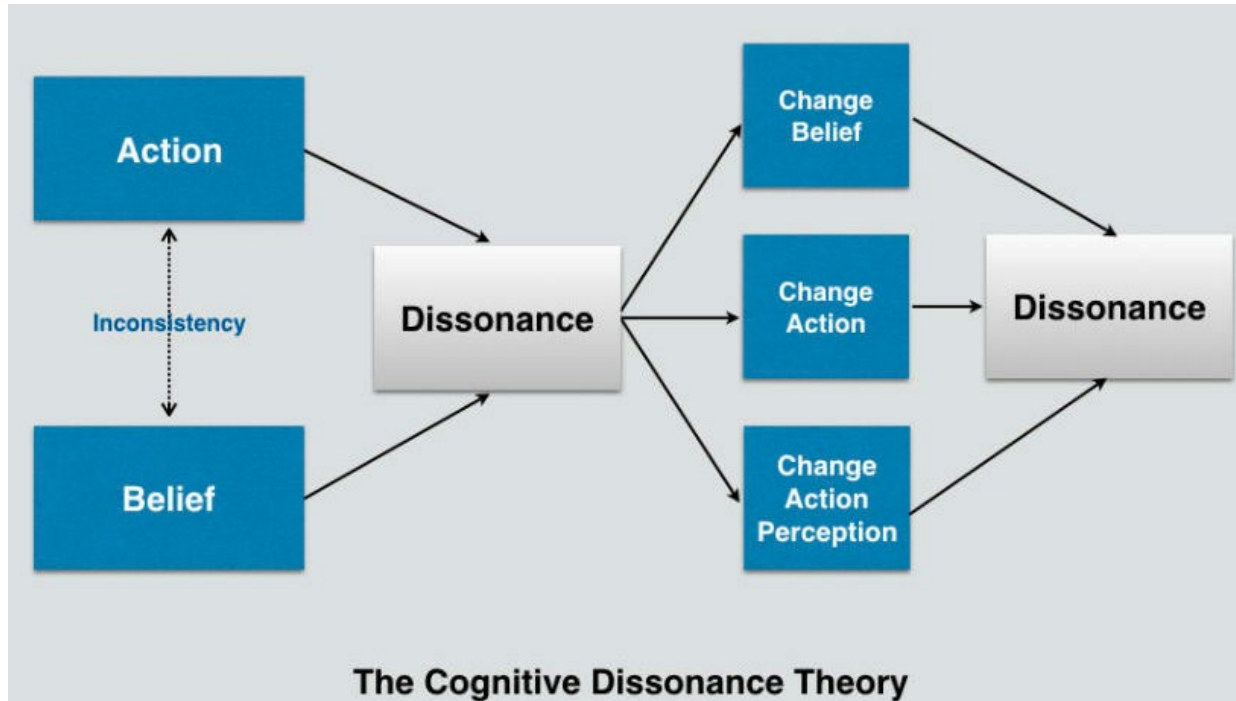 Action
Inconsistency
Belief
Dissonance
Change
Belief
Change
Action
Change
Action
Perception
Dissonance
The Cognitive Dissonance Theory